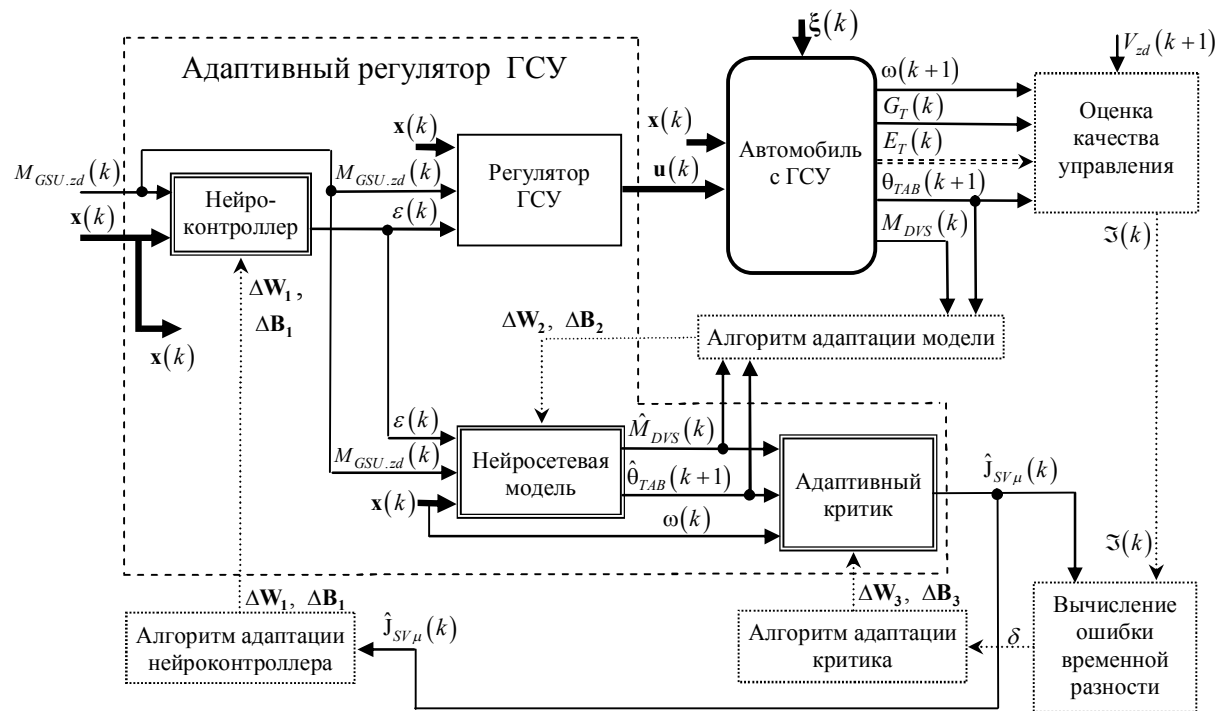 ξ(k)
V_zd(k+1)
Адаптивный регулятор ГСУ
ω(k+1)
G_T(k)
E_T(k)
θ_TAB(k+1)
M_DVS(k)
Оценка
качества
управления
x(k)
x(k)
Автомобиль
с ГСУ
M_GSU.zd(k)
M_GSU.zd(k)
Регулятор
ГСУ
u(k)
Нейро-
контроллер
x(k)
ε(k)
ℑ(k)
ΔW₁,
ΔB₁
x(k)
ΔW₂, ΔB₂
Алгоритм адаптации модели
ε(k)
M_GSU.zd(k)
x(k)
Нейросетевая
модель
M̂_DVS(k)
θ̂_TAB(k+1)
ω(k)
Адаптивный
критик
Ĵ_SVμ(k)
ℑ(k)
ΔW₁, ΔB₁
Алгоритм адаптации
нейроконтроллера
Ĵ_SVμ(k)
ΔW₃, ΔB₃
Алгоритм адаптации
критика
δ
Вычисление
ошибки
временной
разности